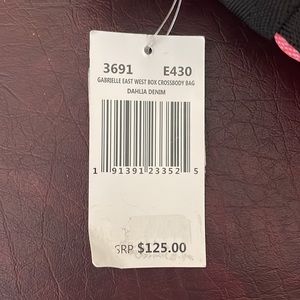 3691 E430
GABRIELLE EAST WEST BOX CROSSBODY BAG
DAHLIA DENIM
1 91391 23352 5
SRP $125.00